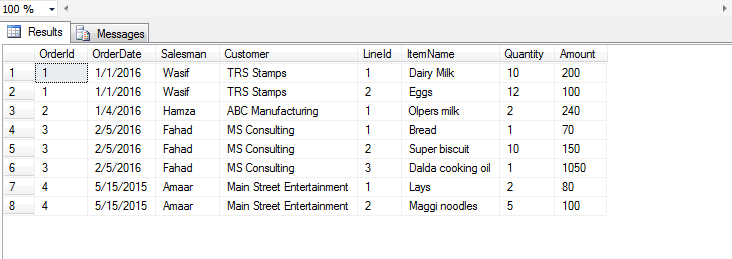 100 %
Results Messages
OrderId OrderDate Salesman Customer LineId ItemName Quantity Amount
1 1 1/1/2016 Wasif TRS Stamps 1 Dairy Milk 10 200
2 1 1/1/2016 Wasif TRS Stamps 2 Eggs 12 100
3 2 1/4/2016 Hamza ABC Manufacturing 1 Olpers milk 2 240
4 3 2/5/2016 Fahad MS Consulting 1 Bread 1 70
5 3 2/5/2016 Fahad MS Consulting 2 Super biscuit 10 150
6 3 2/5/2016 Fahad MS Consulting 3 Dalda cooking oil 1 1050
7 4 5/15/2015 Amaar Main Street Entertainment 1 Lays 2 80
8 4 5/15/2015 Amaar Main Street Entertainment 2 Maggi noodles 5 100